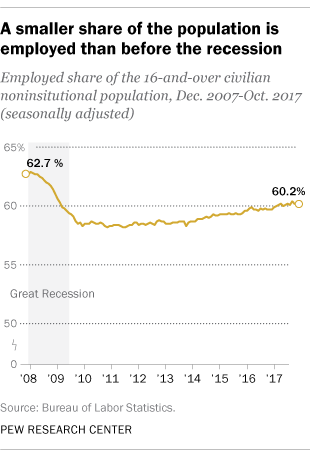 A smaller share of the population is
employed than before the recession
Employed share of the 16-and-over civilian
noninsitutional population, Dec. 2007-Oct. 2017
(seasonally adjusted)
65%
62.7 %
60.2%
60
55
Great Recession
50
0
'08 '09 '10 '11 '12 '13 '14 '15 '16 '17
Source: Bureau of Labor Statistics.
PEW RESEARCH CENTER